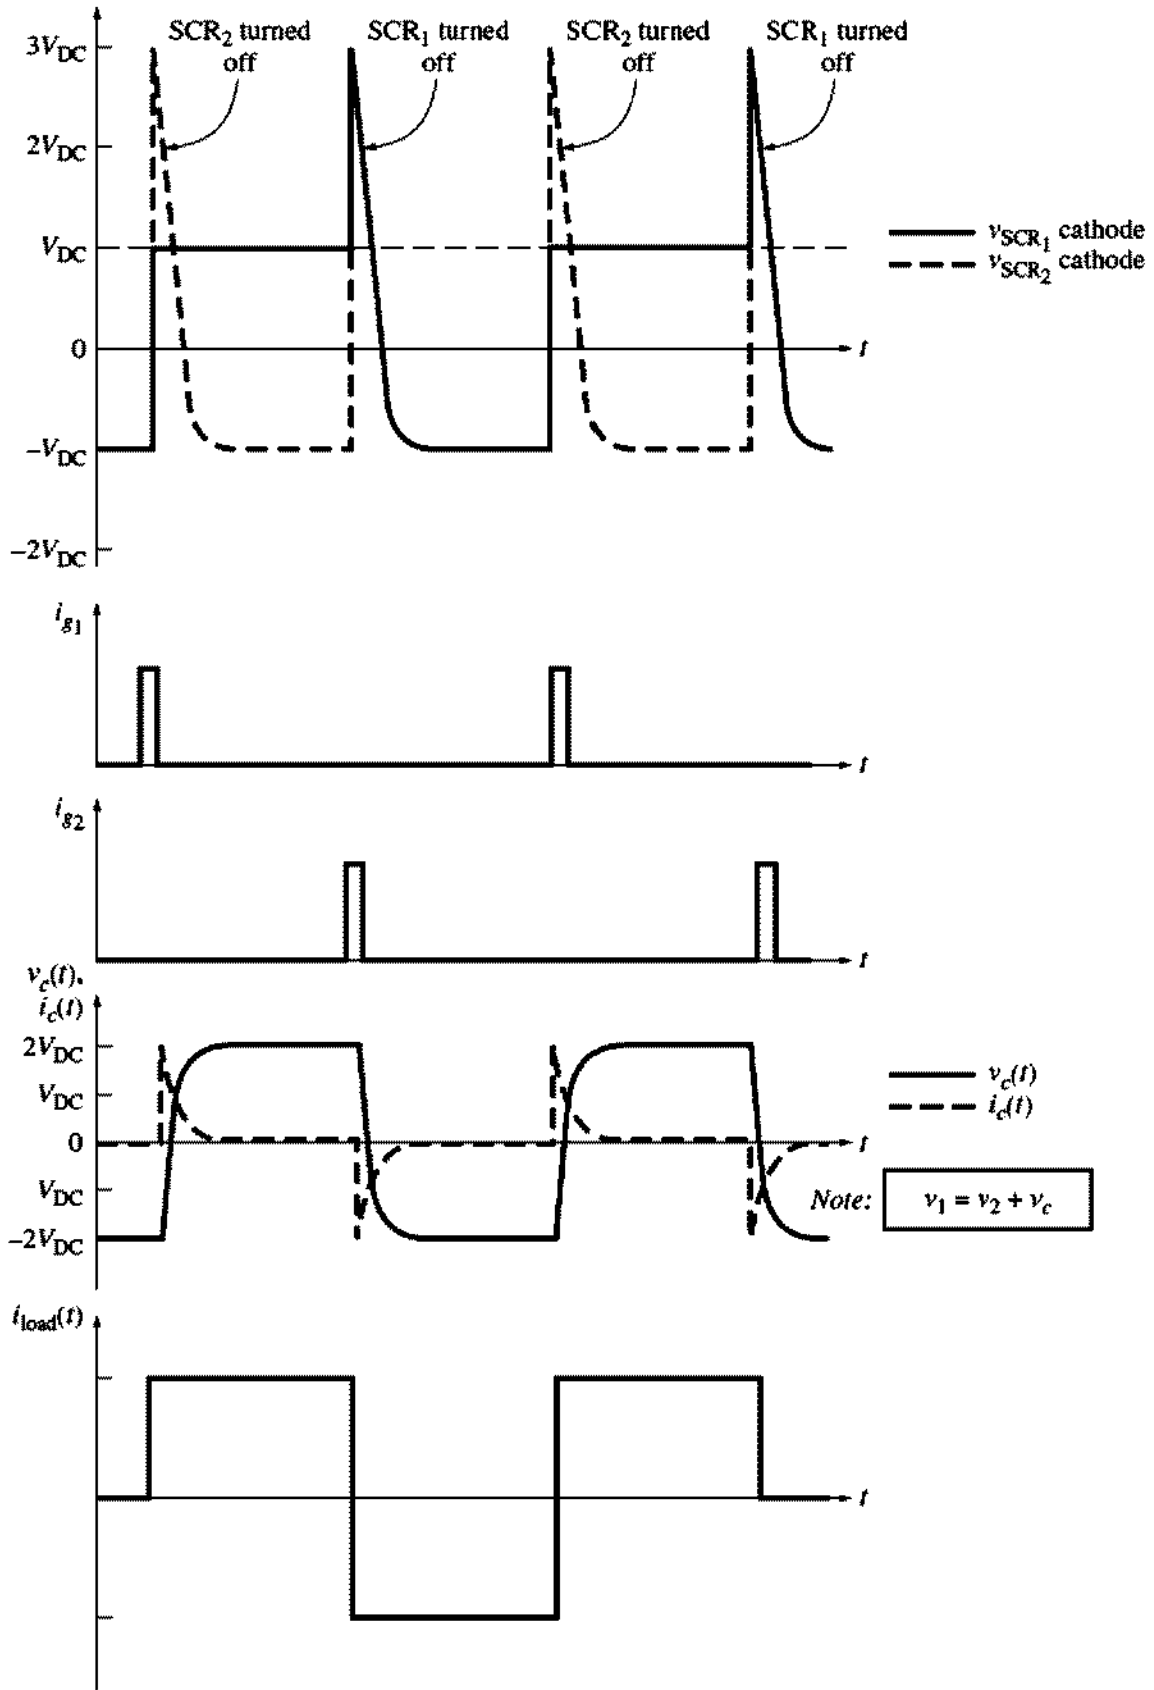 SCR₂ turned off
SCR₁ turned off
SCR₂ turned off
SCR₁ turned off
3V_DC
2V_DC
V_DC
0
−V_DC
−2V_DC
t
v_SCR₁ cathode
v_SCR₂ cathode
i_g1
t
i_g2
t
v_c(t),
i_c(t)
2V_DC
V_DC
0
V_DC
−2V_DC
t
v_c(t)
i_c(t)
Note: v₁ = v₂ + v_c
i_load(t)
t